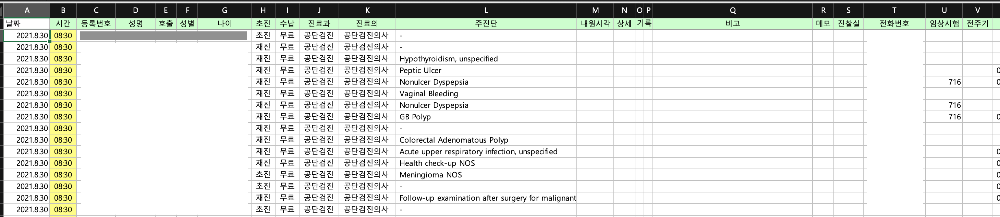 A B C D E F G H I J K L M N O P Q R S T U V
날짜 시간 등록번호 성명 호출 성별 나이 초진 수납 진료과 진료의 주진단 내원시각 상세 기록 비고 메모 진찰실 전화번호 임상시험 전주기
2021.8.30 08:30 초진 무료 공단검진 공단검진의사 -
2021.8.30 08:30 재진 무료 공단검진 공단검진의사 -
2021.8.30 08:30 재진 무료 공단검진 공단검진의사 Hypothyroidism, unspecified
2021.8.30 08:30 재진 무료 공단검진 공단검진의사 Peptic Ulcer 0
2021.8.30 08:30 재진 무료 공단검진 공단검진의사 Nonulcer Dyspepsia 716 0
2021.8.30 08:30 재진 무료 공단검진 공단검진의사 Vaginal Bleeding
2021.8.30 08:30 재진 무료 공단검진 공단검진의사 Nonulcer Dyspepsia 716
2021.8.30 08:30 재진 무료 공단검진 공단검진의사 GB Polyp 716 0
2021.8.30 08:30 재진 무료 공단검진 공단검진의사 -
2021.8.30 08:30 재진 무료 공단검진 공단검진의사 Colorectal Adenomatous Polyp
2021.8.30 08:30 재진 무료 공단검진 공단검진의사 Acute upper respiratory infection, unspecified 0
2021.8.30 08:30 재진 무료 공단검진 공단검진의사 Health check-up NOS 0
2021.8.30 08:30 초진 무료 공단검진 공단검진의사 Meningioma NOS 0
2021.8.30 08:30 초진 무료 공단검진 공단검진의사 - 0
2021.8.30 08:30 재진 무료 공단검진 공단검진의사 Follow-up examination after surgery for malignant 0
2021.8.30 08:30 초진 무료 공단검진 공단검진의사 -